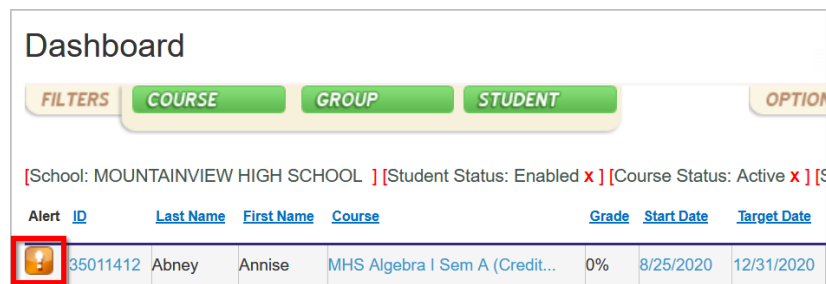 Dashboard
FILTERS COURSE GROUP STUDENT OPTION
[School: MOUNTAINVIEW HIGH SCHOOL ] [Student Status: Enabled x ] [Course Status: Active x ] [S
Alert ID Last Name First Name Course Grade Start Date Target Date
35011412 Abney Annise MHS Algebra I Sem A (Credit... 0% 8/25/2020 12/31/2020